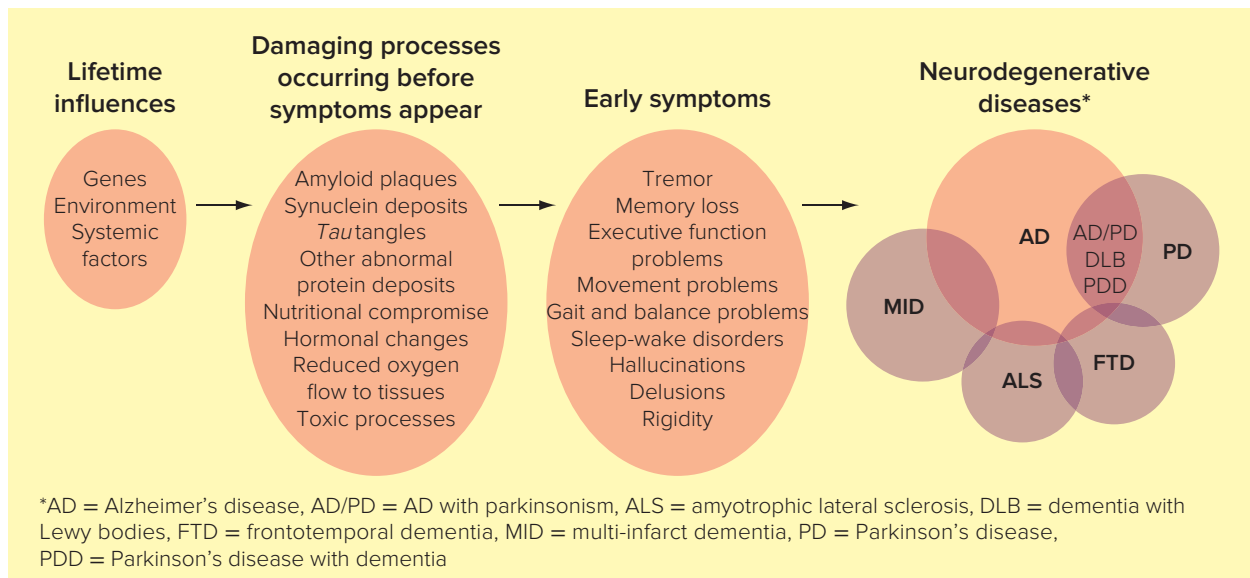 Lifetime
influences
Genes
Environment
Systemic
factors
Damaging processes
occurring before
symptoms appear
Amyloid plaques
Synuclein deposits
Tau tangles
Other abnormal
protein deposits
Nutritional compromise
Hormonal changes
Reduced oxygen
flow to tissues
Toxic processes
Early symptoms
Tremor
Memory loss
Executive function
problems
Movement problems
Gait and balance problems
Sleep-wake disorders
Hallucinations
Delusions
Rigidity
Neurodegenerative
diseases*
AD
AD/PD
DLB
PDD
PD
MID
ALS
FTD
*AD = Alzheimer’s disease, AD/PD = AD with parkinsonism, ALS = amyotrophic lateral sclerosis, DLB = dementia with
Lewy bodies, FTD = frontotemporal dementia, MID = multi-infarct dementia, PD = Parkinson’s disease,
PDD = Parkinson’s disease with dementia